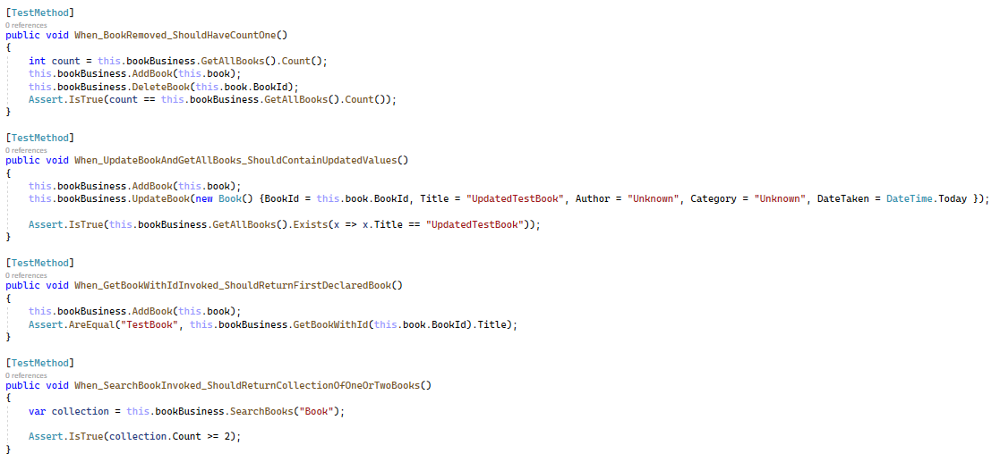 [TestMethod]
0 references
public void When_BookRemoved_ShouldHaveCountOne()
{
int count = this.bookBusiness.GetAllBooks().Count();
this.bookBusiness.AddBook(this.book);
this.bookBusiness.DeleteBook(this.book.BookId);
Assert.IsTrue(count == this.bookBusiness.GetAllBooks().Count());
}
[TestMethod]
0 references
public void When_UpdateBookAndGetAllBooks_ShouldContainUpdatedValues()
{
this.bookBusiness.AddBook(this.book);
this.bookBusiness.UpdateBook(new Book() {BookId = this.book.BookId, Title = "UpdatedTestBook", Author = "Unknown", Category = "Unknown", DateTaken = DateTime.Today });
Assert.IsTrue(this.bookBusiness.GetAllBooks().Exists(x => x.Title == "UpdatedTestBook"));
}
[TestMethod]
0 references
public void When_GetBookWithIdInvoked_ShouldReturnFirstDeclaredBook()
{
this.bookBusiness.AddBook(this.book);
Assert.AreEqual("TestBook", this.bookBusiness.GetBookWithId(this.book.BookId).Title);
}
[TestMethod]
0 references
public void When_SearchBookInvoked_ShouldReturnCollectionOfOneOrTwoBooks()
{
var collection = this.bookBusiness.SearchBooks("Book");
Assert.IsTrue(collection.Count >= 2);
}